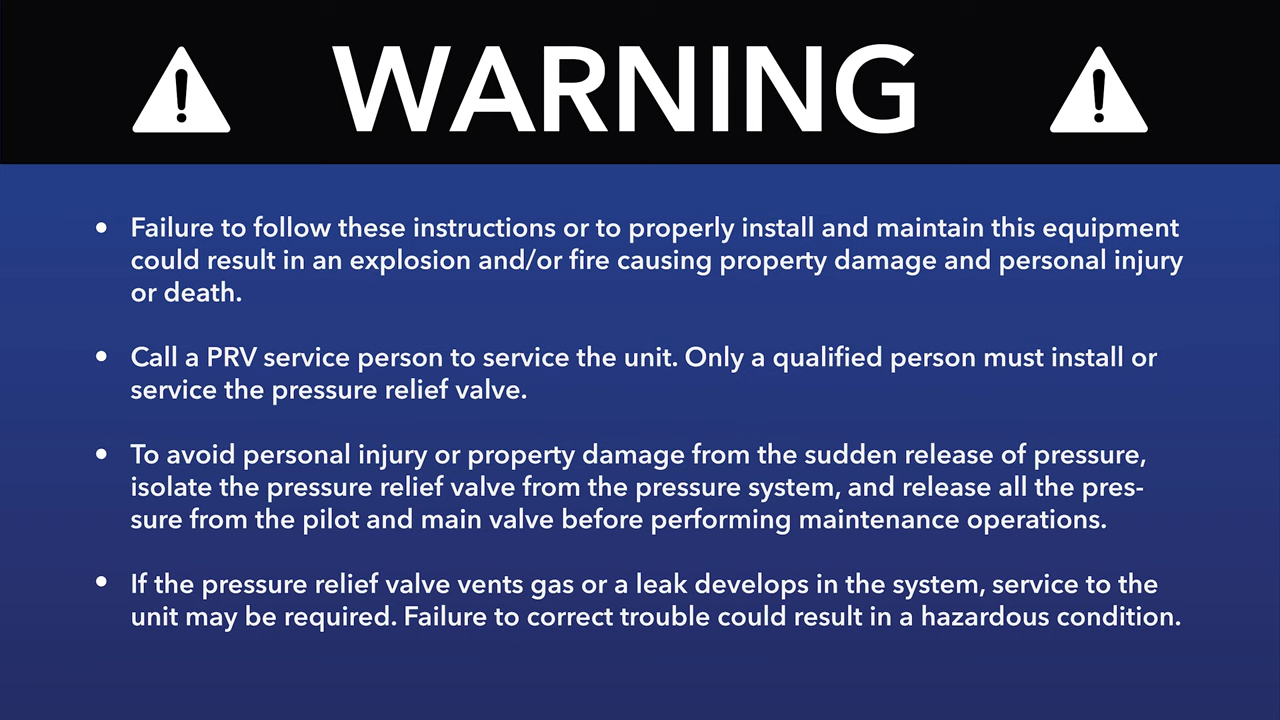 WARNING
• Failure to follow these instructions or to properly install and maintain this equipment
could result in an explosion and/or fire causing property damage and personal injury
or death.
• Call a PRV service person to service the unit. Only a qualified person must install or
service the pressure relief valve.
• To avoid personal injury or property damage from the sudden release of pressure,
isolate the pressure relief valve from the pressure system, and release all the pres-
sure from the pilot and main valve before performing maintenance operations.
• If the pressure relief valve vents gas or a leak develops in the system, service to the
unit may be required. Failure to correct trouble could result in a hazardous condition.